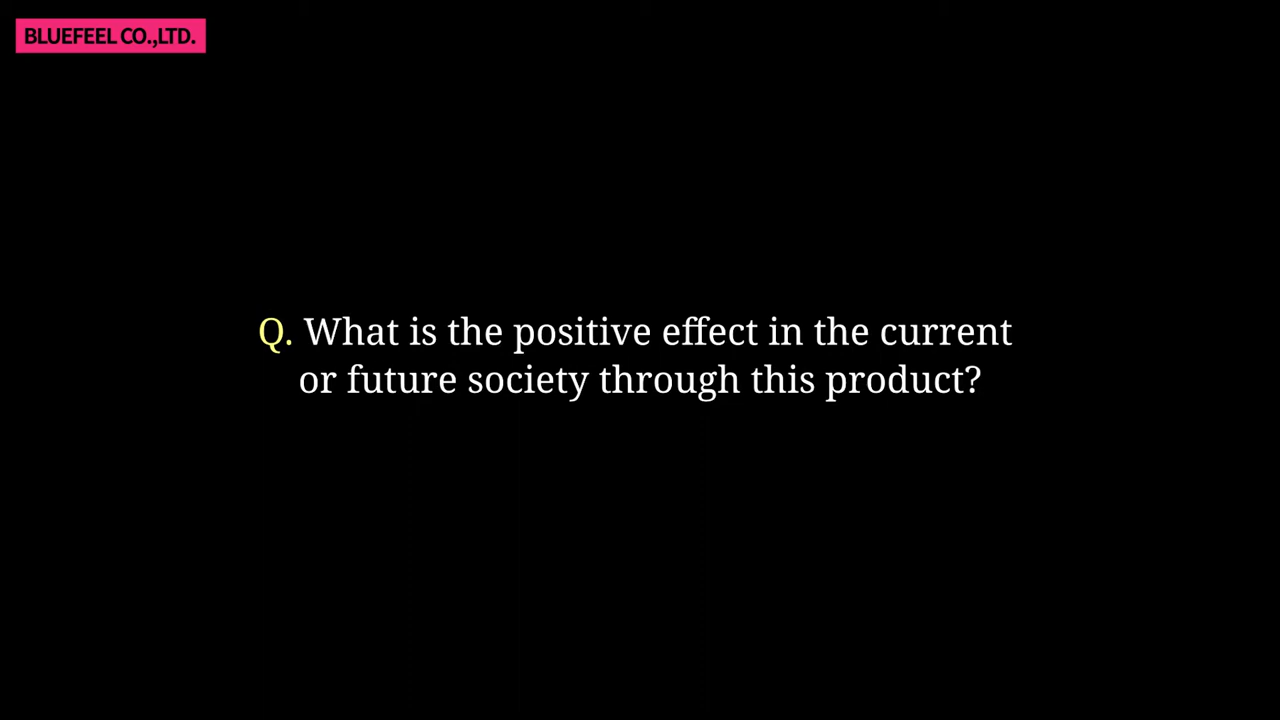 BLUEFEEL CO.,LTD.
Q. What is the positive effect in the current
or future society through this product?